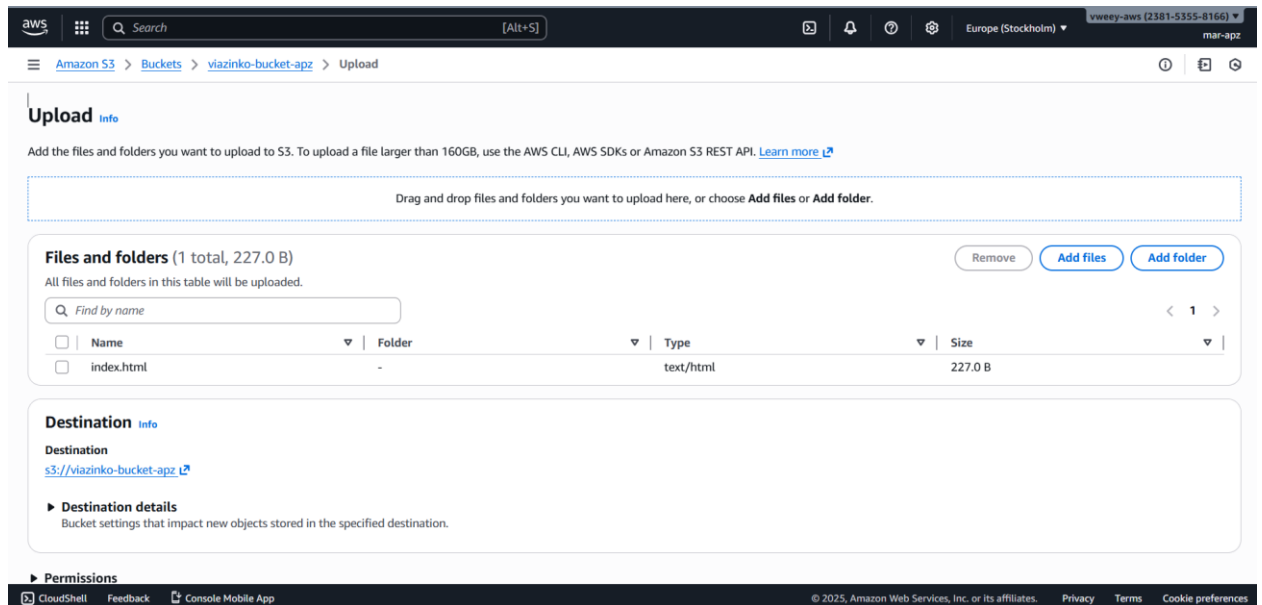 aws Search [Alt+S] Europe (Stockholm) vweey-aws (2381-5355-8166)
mar-apz
Amazon S3 > Buckets > viazinko-bucket-apz > Upload
Upload Info
Add the files and folders you want to upload to S3. To upload a file larger than 160GB, use the AWS CLI, AWS SDKs or Amazon S3 REST API. Learn more
Drag and drop files and folders you want to upload here, or choose Add files or Add folder.
Files and folders (1 total, 227.0 B) Remove Add files Add folder
All files and folders in this table will be uploaded.
Find by name < 1 >
Name Folder Type Size
index.html - text/html 227.0 B
Destination Info
Destination
s3://viazinko-bucket-apz
Destination details
Bucket settings that impact new objects stored in the specified destination.
Permissions
CloudShell Feedback Console Mobile App © 2025, Amazon Web Services, Inc. or its affiliates. Privacy Terms Cookie preferences